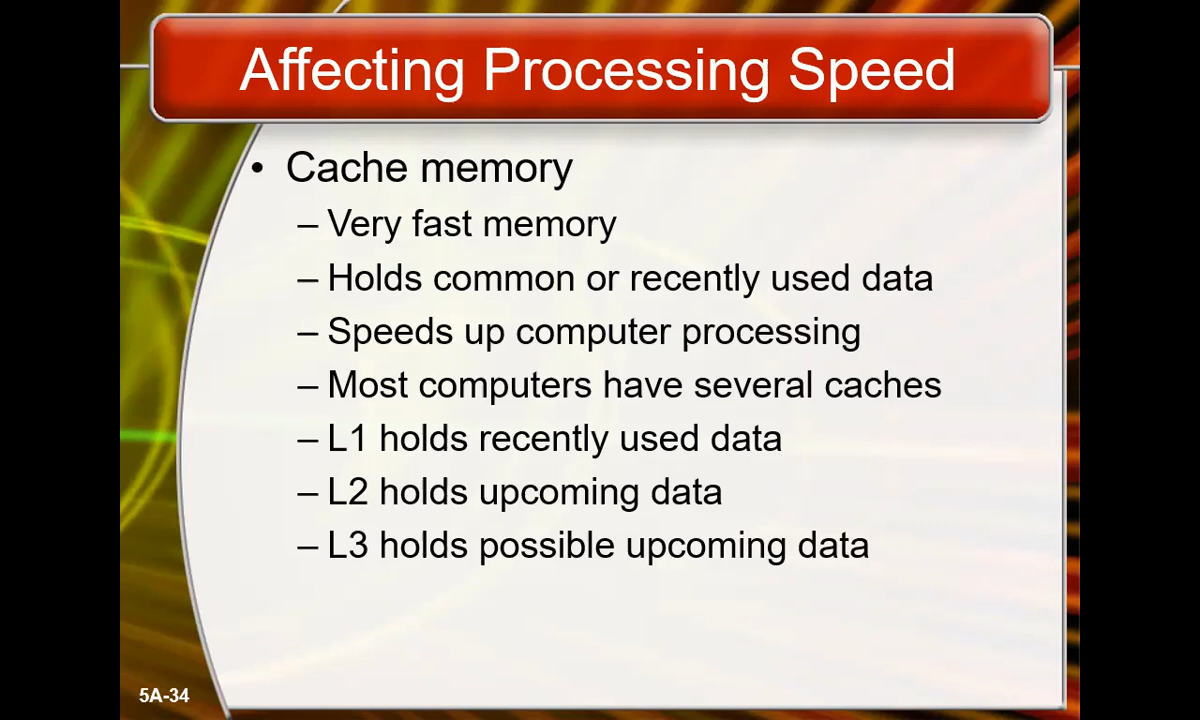 Affecting Processing Speed
• Cache memory
– Very fast memory
– Holds common or recently used data
– Speeds up computer processing
– Most computers have several caches
– L1 holds recently used data
– L2 holds upcoming data
– L3 holds possible upcoming data
5A-34